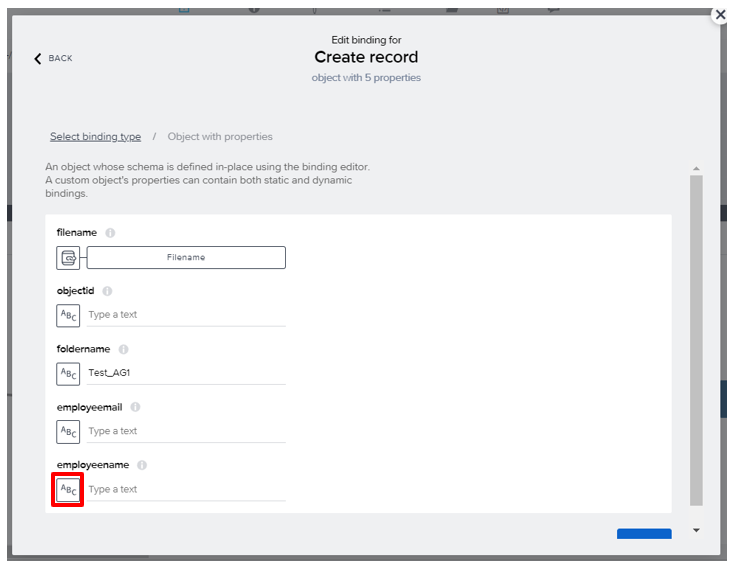 Edit binding for
BACK
Create record
object with 5 properties
Select binding type / Object with properties
An object whose schema is defined in-place using the binding editor.
A custom object's properties can contain both static and dynamic
bindings.
filename
Filename
objectid
ABC Type a text
foldername
ABC Test_AG1
employeemail
ABC Type a text
employeename
ABC Type a text